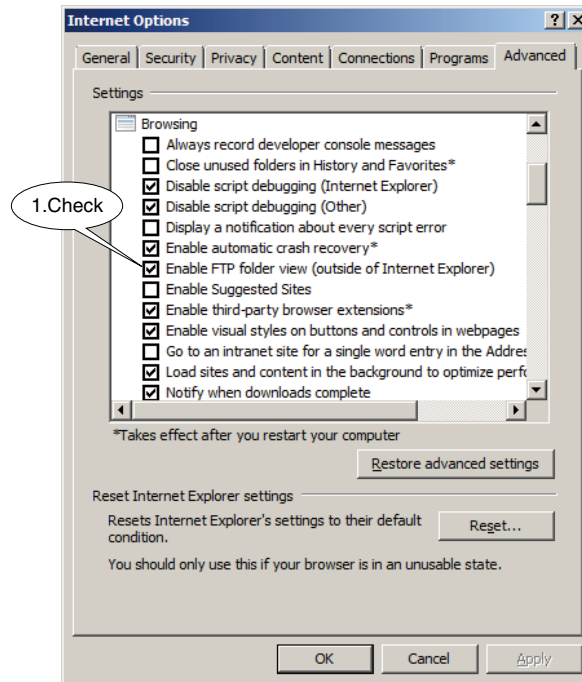 Internet Options
General Security Privacy Content Connections Programs Advanced
Settings
Browsing
Always record developer console messages
Close unused folders in History and Favorites*
Disable script debugging (Internet Explorer)
1.Check
Disable script debugging (Other)
Display a notification about every script error
Enable automatic crash recovery*
Enable FTP folder view (outside of Internet Explorer)
Enable Suggested Sites
Enable third-party browser extensions*
Enable visual styles on buttons and controls in webpages
Go to an intranet site for a single word entry in the Addres
Load sites and content in the background to optimize perfo
Notify when downloads complete
*Takes effect after you restart your computer
Restore advanced settings
Reset Internet Explorer settings
Resets Internet Explorer's settings to their default
condition.
Reset...
You should only use this if your browser is in an unusable state.
OK Cancel Apply